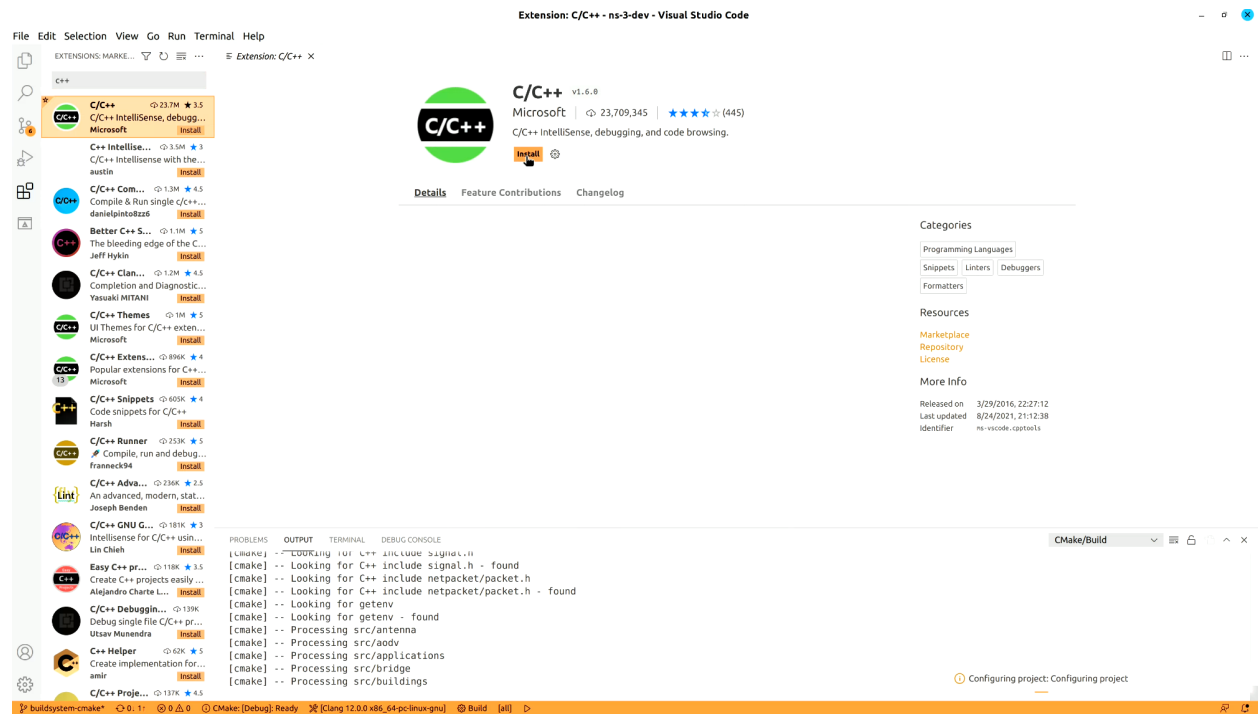 Extension: C/C++ - ns-3-dev - Visual Studio Code
File Edit Selection View Go Run Terminal Help
EXTENSIONS: MARKE...
Extension: C/C++
c++
C/C++ 23.7M ★ 3.5
C/C++ IntelliSense, debugg...
Microsoft Install
C++ Intellise... 3.5M ★ 3
C/C++ Intellisense with the...
austin Install
C/C++ Com... 1.3M ★ 4.5
Compile & Run single c/c++...
danielpinto8zz6 Install
Better C++ S... 1.1M ★ 5
The bleeding edge of the C...
Jeff Hykin Install
C/C++ Clan... 1.2M ★ 4.5
Completion and Diagnostic...
Yasuaki MITANI Install
C/C++ Themes 1M ★ 5
UI Themes for C/C++ exten...
Microsoft Install
C/C++ Extens... 896K ★ 4
Popular extensions for C++...
13 Microsoft Install
C/C++ Snippets 605K ★ 4
Code snippets for C/C++
Harsh Install
C/C++ Runner 253K ★ 5
Compile, run and debug...
franneck94 Install
C/C++ Adva... 236K ★ 2.5
An advanced, modern, stat...
Joseph Benden Install
C/C++ GNU G... 181K ★ 3
Intellisense for C/C++ usin...
Lin Chieh Install
Easy C++ pr... 118K ★ 3.5
Create C++ projects easily ...
Alejandro Charte L... Install
C/C++ Debuggin... 139K
Debug single file C/C++ pr...
Utsav Munendra Install
C++ Helper 62K ★ 5
Create implementation for...
amir Install
C/C++ Proje... 137K ★ 4.5
C/C++
C/C++ v1.6.0
Microsoft 23,709,345 (445)
C/C++ IntelliSense, debugging, and code browsing.
Install
Details Feature Contributions Changelog
Categories
Programming Languages
Snippets Linters Debuggers
Formatters
Resources
Marketplace
Repository
License
More Info
Released on 3/29/2016, 22:27:12
Last updated 8/24/2021, 21:12:38
Identifier ms-vscode.cpptools
PROBLEMS OUTPUT TERMINAL DEBUG CONSOLE CMake/Build
[cmake] -- Looking for C++ include signal.h
[cmake] -- Looking for C++ include signal.h - found
[cmake] -- Looking for C++ include netpacket/packet.h
[cmake] -- Looking for C++ include netpacket/packet.h - found
[cmake] -- Looking for getenv
[cmake] -- Looking for getenv - found
[cmake] -- Processing src/antenna
[cmake] -- Processing src/aodv
[cmake] -- Processing src/applications
[cmake] -- Processing src/bridge
[cmake] -- Processing src/buildings
Configuring project: Configuring project
buildsystem-cmake* 0↓ 1↑ 0 0 CMake: [Debug]: Ready [Clang 12.0.0 x86_64-pc-linux-gnu] Build [all]